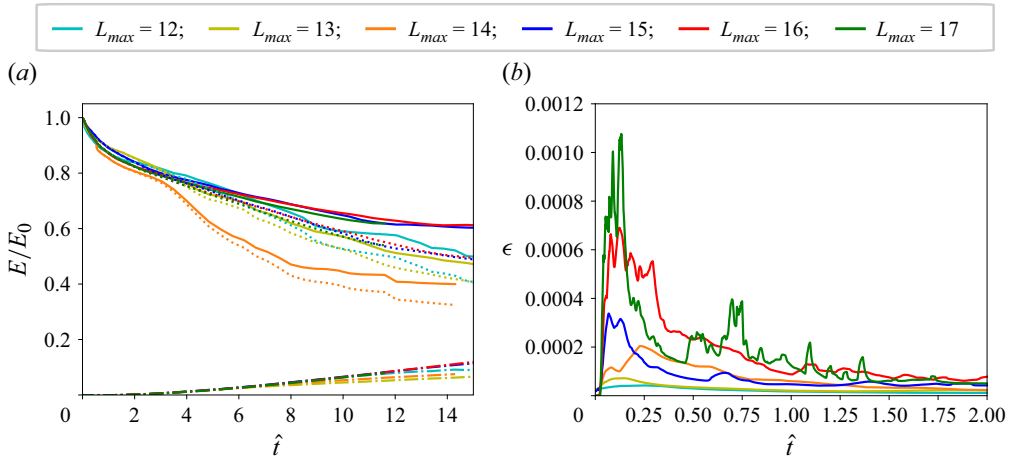 L_max = 12; L_max = 13; L_max = 14; L_max = 15; L_max = 16; L_max = 17
(a) (b)
1.0
0.8
0.6
0.4
0.2
E/E_0
0 2 4 6 8 10 12 14
t̂
0.0012
0.0010
0.0008
0.0006
0.0004
0.0002
ϵ
0 0.25 0.50 0.75 1.00 1.25 1.50 1.75 2.00
t̂